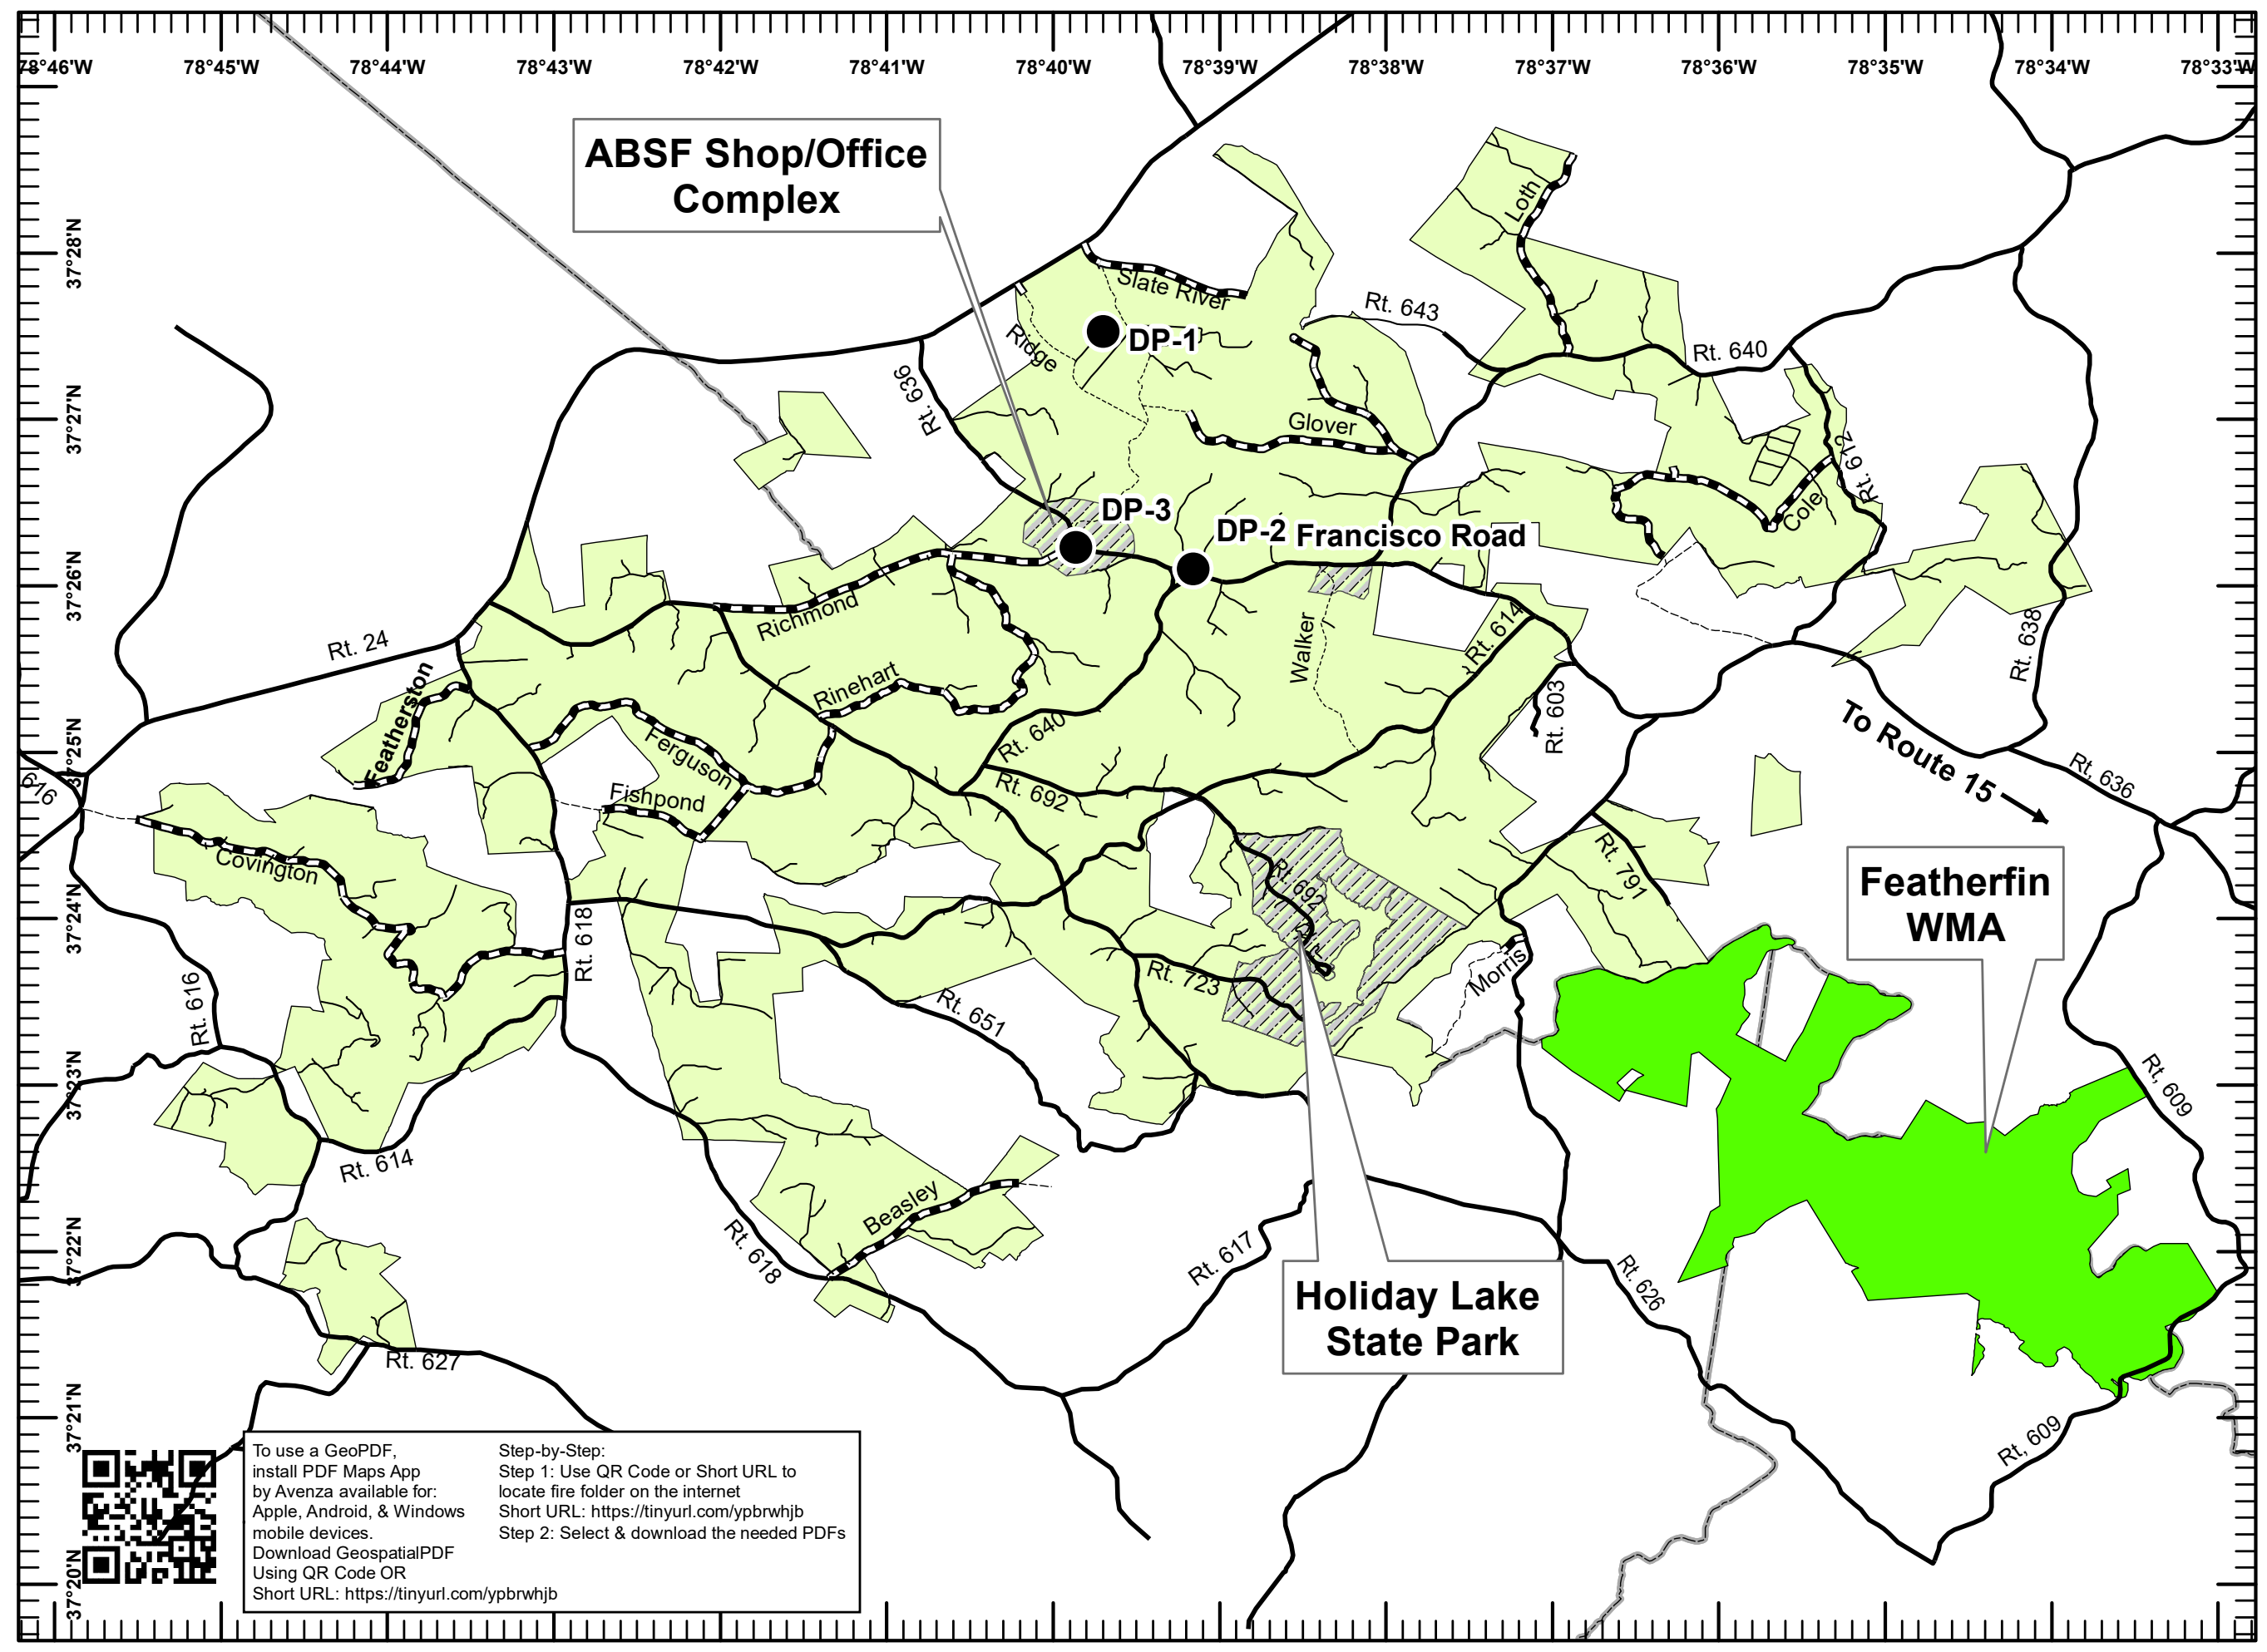 78°46'W
78°45'W
78°44'W
78°43'W
78°42'W
78°41'W
78°40'W
78°39'W
78°38'W
78°37'W
78°36'W
78°35'W
78°34'W
78°33'W
ABSF Shop/Office
Complex
Loth
37°28'N
Slate River
Rt. 643
DP-1
Ridge
Rt. 640
Rt. 636
37°27'N
Glover
Rt. 612
Cole
DP-3
DP-2
Francisco Road
37°26'N
Richmond
Rt. 614
Walker
Rt. 638
Rt. 24
Featherston
Rinehart
Rt. 603
37°25'N
Rt. 640
Ferguson
To Route 15
Rt, 636
616
Fishpond
Rt. 692
Covington
Rt. 791
Rt 692
Featherfin
WMA
37°24'N
Rt. 618
Rt. 723
Morris
Rt. 616
Rt. 651
37°23'N
Rt, 609
Rt. 614
Beasley
37°22'N
Rt. 618
Rt. 617
Rt. 626
Holiday Lake
State Park
Rt. 627
37°21'N
Rt, 609
To use a GeoPDF,
install PDF Maps App
by Avenza available for:
Apple, Android, & Windows
mobile devices.
Download GeospatialPDF
Using QR Code OR
Short URL: https://tinyurl.com/ypbrwhjb
Step-by-Step:
Step 1: Use QR Code or Short URL to
locate fire folder on the internet
Short URL: https://tinyurl.com/ypbrwhjb
Step 2: Select & download the needed PDFs
37°20'N